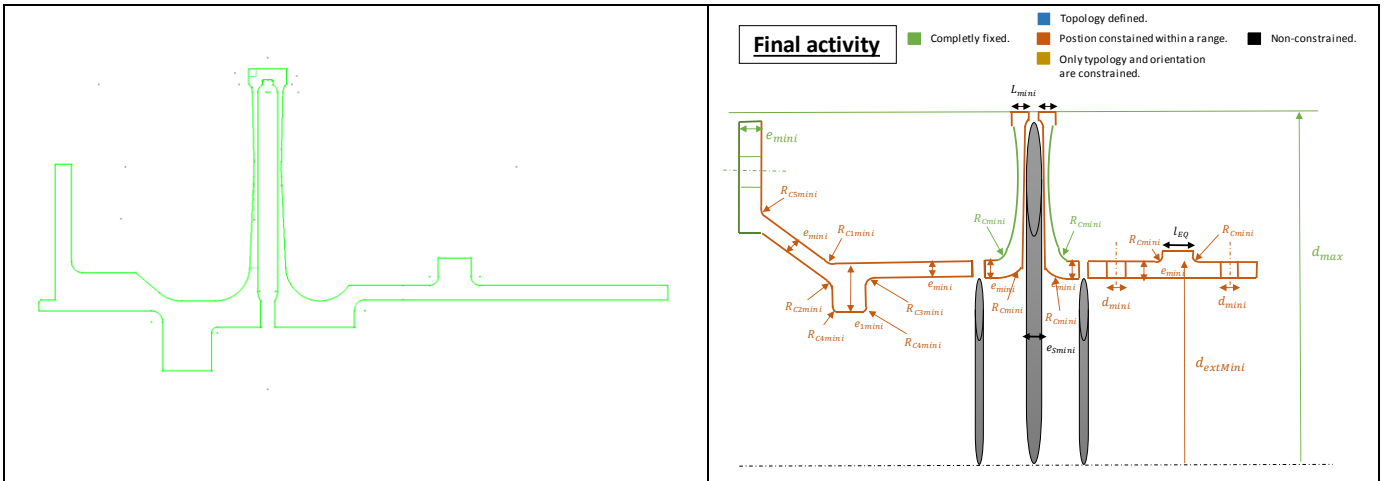 Final activity
Completly fixed.
Topology defined.
Postion constained within a range.
Non-constrained.
Only typology and orientation
are constrained.
L_mini
e_mini
R_C5mini
e_mini
R_C1mini
R_Cmini
R_Cmini
R_Cmini
l_EQ
R_Cmini
d_max
e_mini
e_mini
e_mini
e_mini
R_C2mini
R_C3mini
R_Cmini
R_Cmini
d_mini
d_mini
e_1mini
R_C4mini
R_C4mini
e_Smini
d_extMini